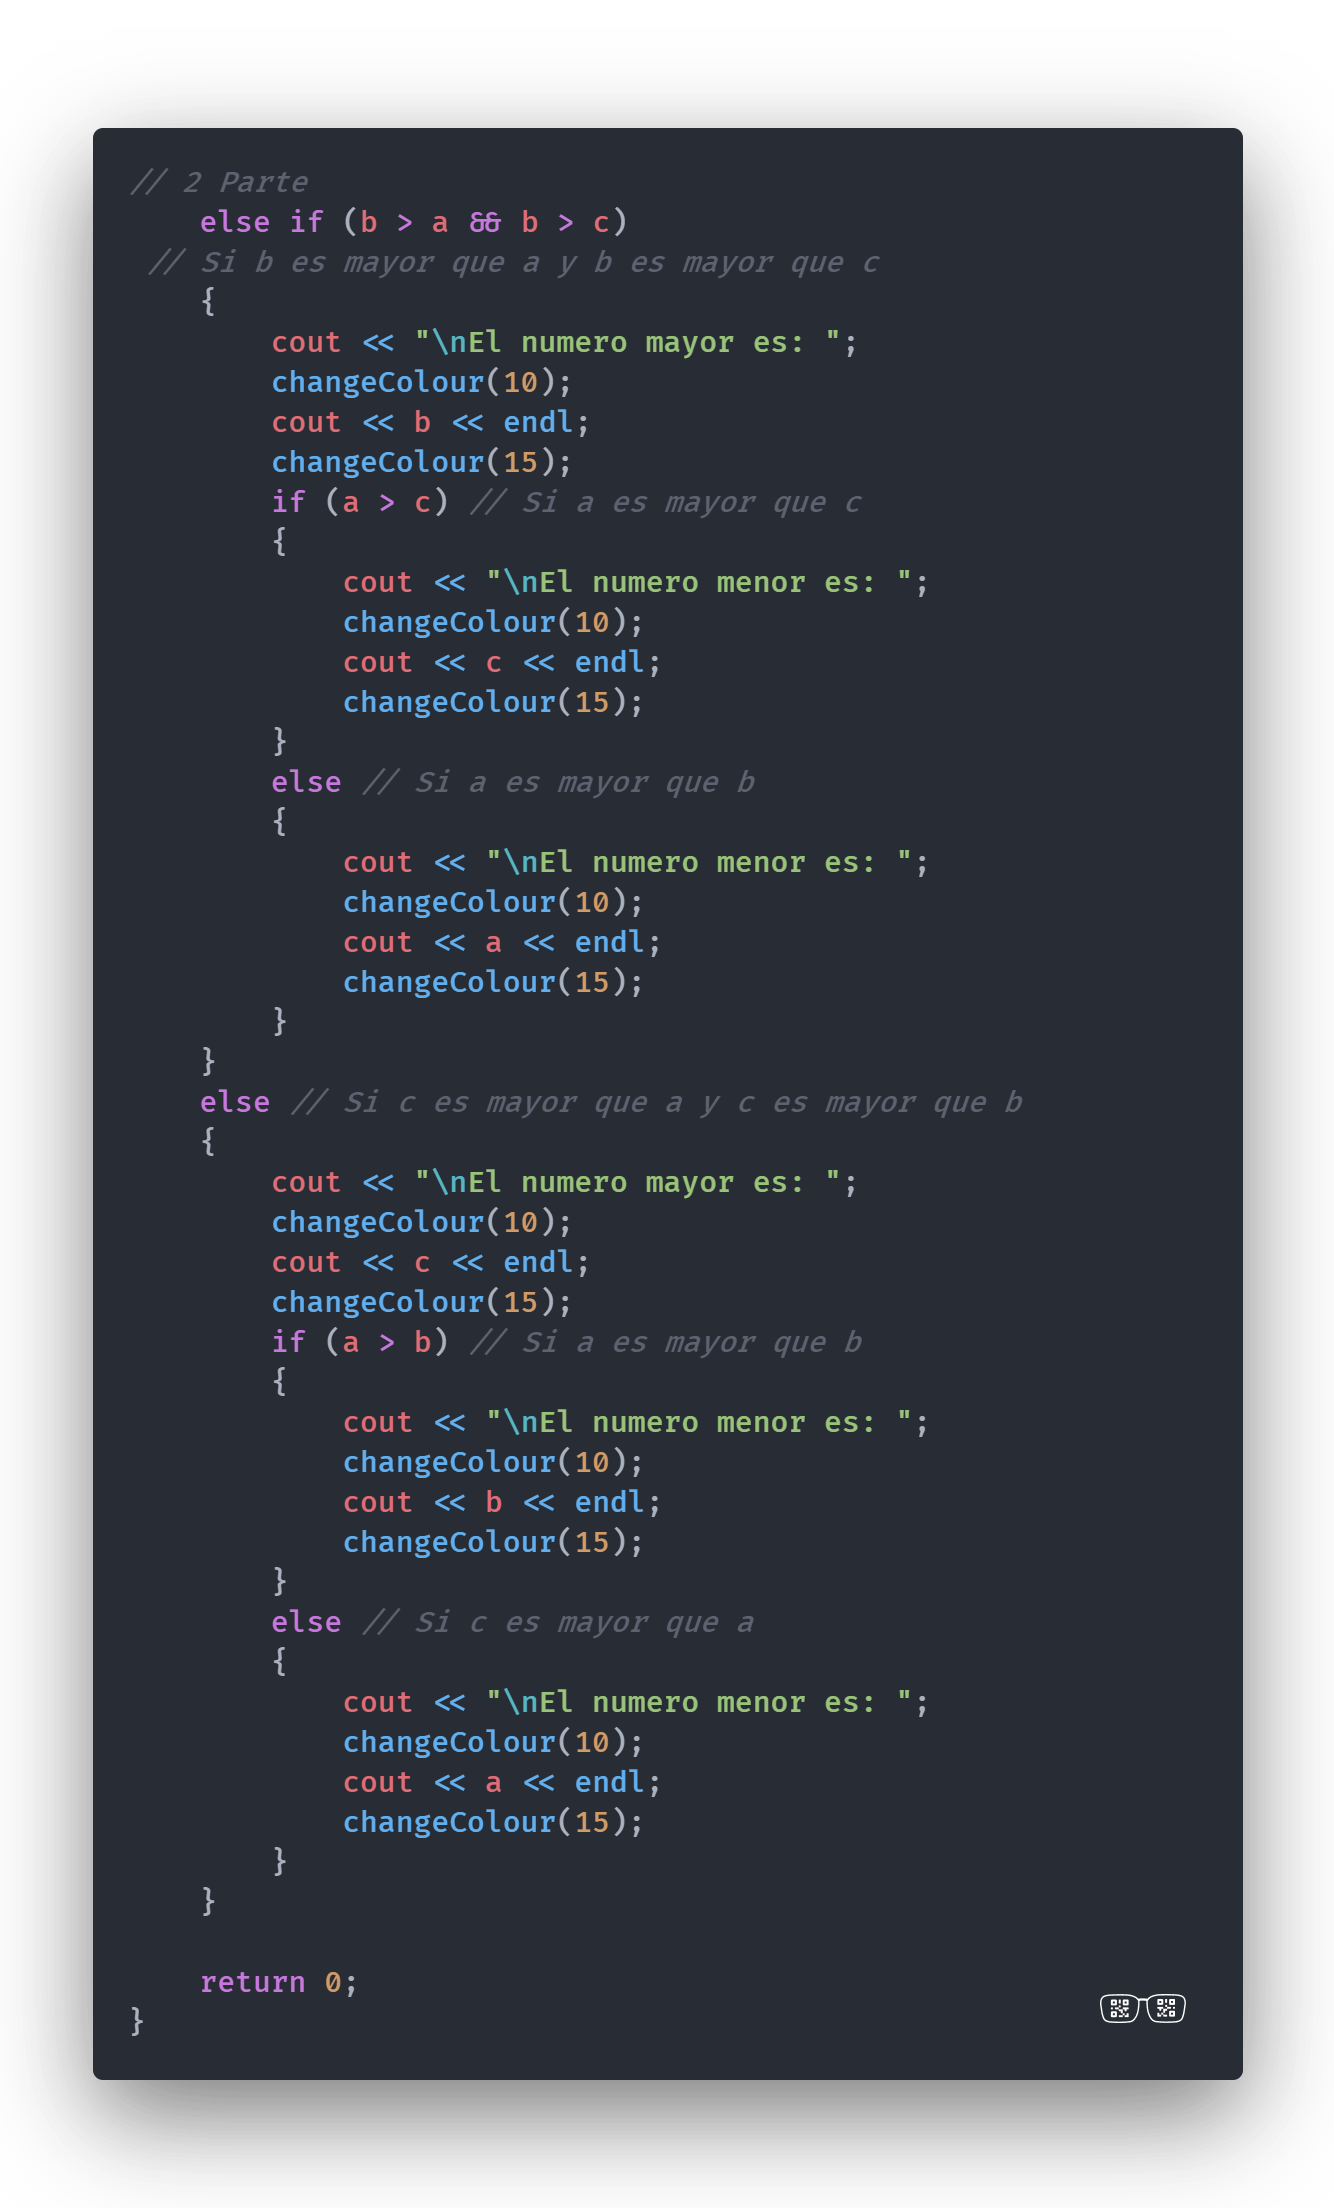 // 2 Parte
    else if (b > a && b > c)
 // Si b es mayor que a y b es mayor que c
    {
        cout << "\nEl numero mayor es: ";
        changeColour(10);
        cout << b << endl;
        changeColour(15);
        if (a > c) // Si a es mayor que c
        {
            cout << "\nEl numero menor es: ";
            changeColour(10);
            cout << c << endl;
            changeColour(15);
        }
        else // Si a es mayor que b
        {
            cout << "\nEl numero menor es: ";
            changeColour(10);
            cout << a << endl;
            changeColour(15);
        }
    }
    else // Si c es mayor que a y c es mayor que b
    {
        cout << "\nEl numero mayor es: ";
        changeColour(10);
        cout << c << endl;
        changeColour(15);
        if (a > b) // Si a es mayor que b
        {
            cout << "\nEl numero menor es: ";
            changeColour(10);
            cout << b << endl;
            changeColour(15);
        }
        else // Si c es mayor que a
        {
            cout << "\nEl numero menor es: ";
            changeColour(10);
            cout << a << endl;
            changeColour(15);
        }
    }

    return 0;
}